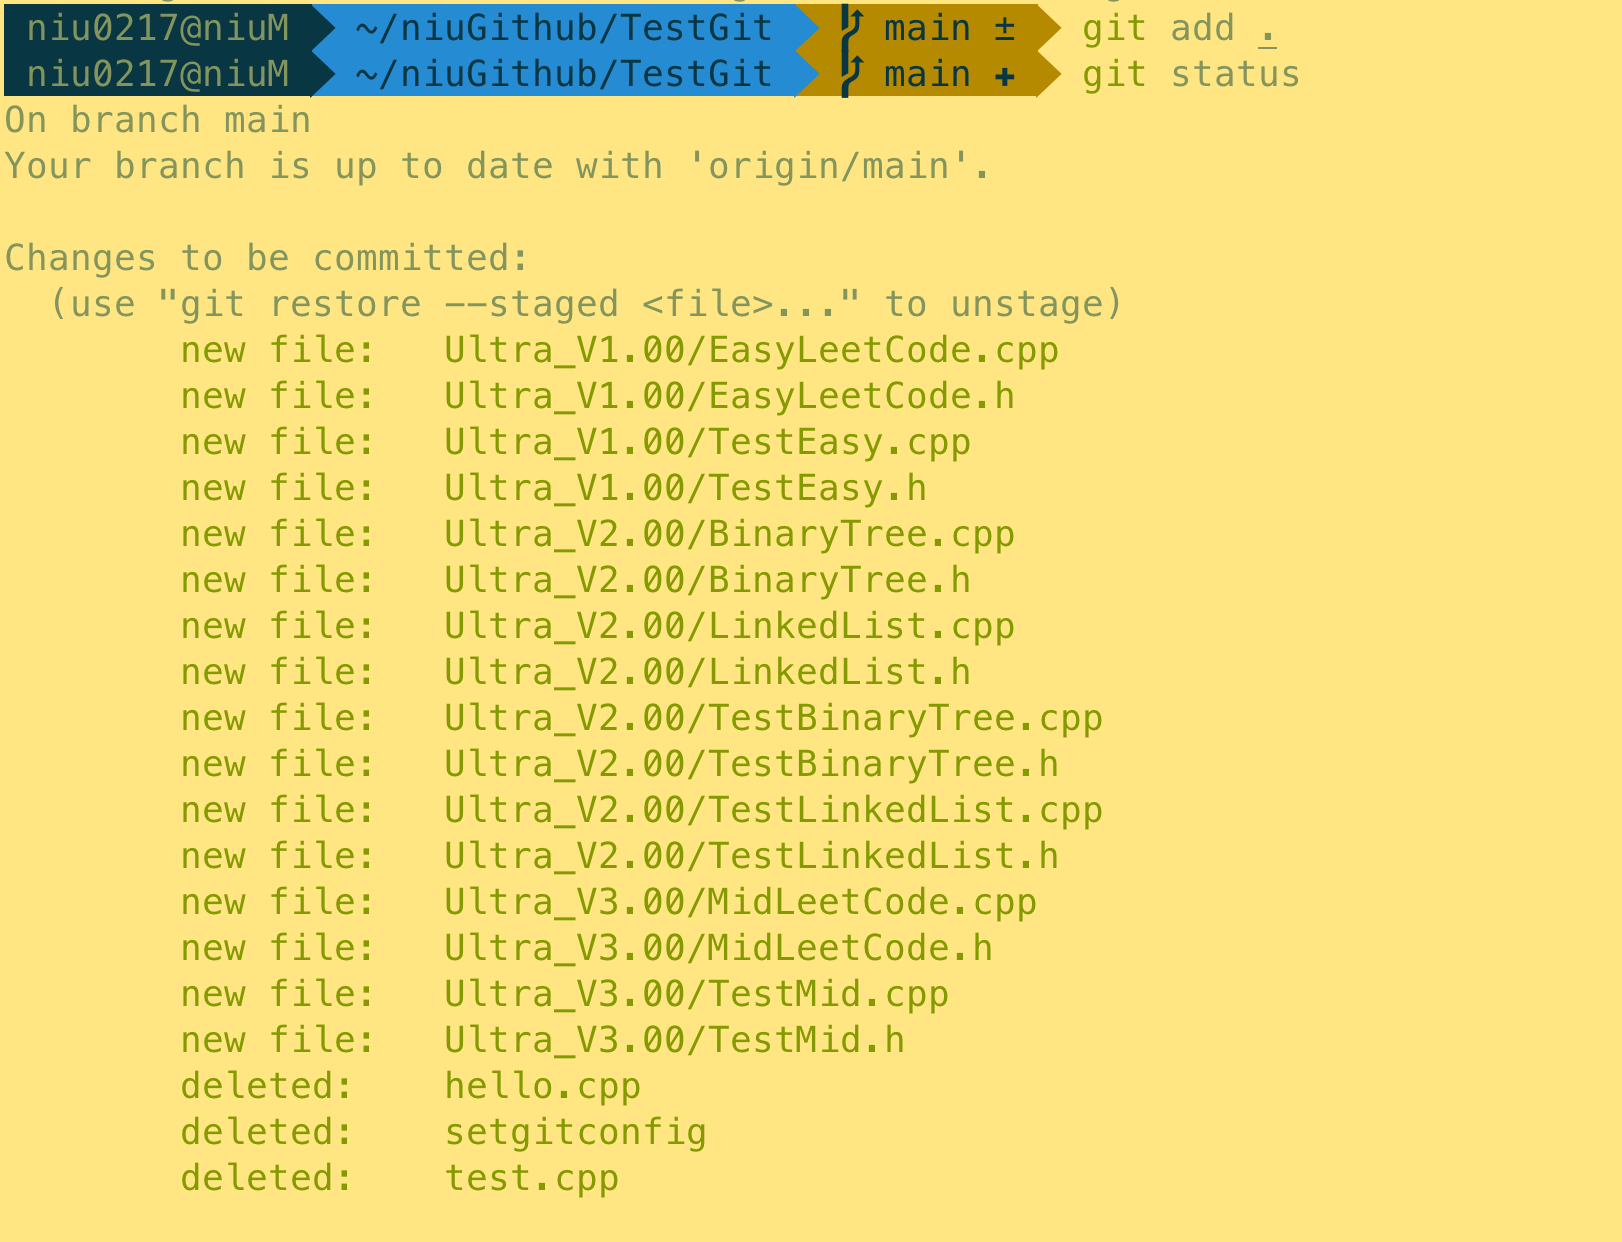 niu0217@niuM ~/niuGithub/TestGit main ± git add .
niu0217@niuM ~/niuGithub/TestGit main ✚ git status
On branch main
Your branch is up to date with 'origin/main'.
Changes to be committed:
  (use "git restore --staged <file>..." to unstage)
        new file:   Ultra_V1.00/EasyLeetCode.cpp
        new file:   Ultra_V1.00/EasyLeetCode.h
        new file:   Ultra_V1.00/TestEasy.cpp
        new file:   Ultra_V1.00/TestEasy.h
        new file:   Ultra_V2.00/BinaryTree.cpp
        new file:   Ultra_V2.00/BinaryTree.h
        new file:   Ultra_V2.00/LinkedList.cpp
        new file:   Ultra_V2.00/LinkedList.h
        new file:   Ultra_V2.00/TestBinaryTree.cpp
        new file:   Ultra_V2.00/TestBinaryTree.h
        new file:   Ultra_V2.00/TestLinkedList.cpp
        new file:   Ultra_V2.00/TestLinkedList.h
        new file:   Ultra_V3.00/MidLeetCode.cpp
        new file:   Ultra_V3.00/MidLeetCode.h
        new file:   Ultra_V3.00/TestMid.cpp
        new file:   Ultra_V3.00/TestMid.h
        deleted:    hello.cpp
        deleted:    setgitconfig
        deleted:    test.cpp